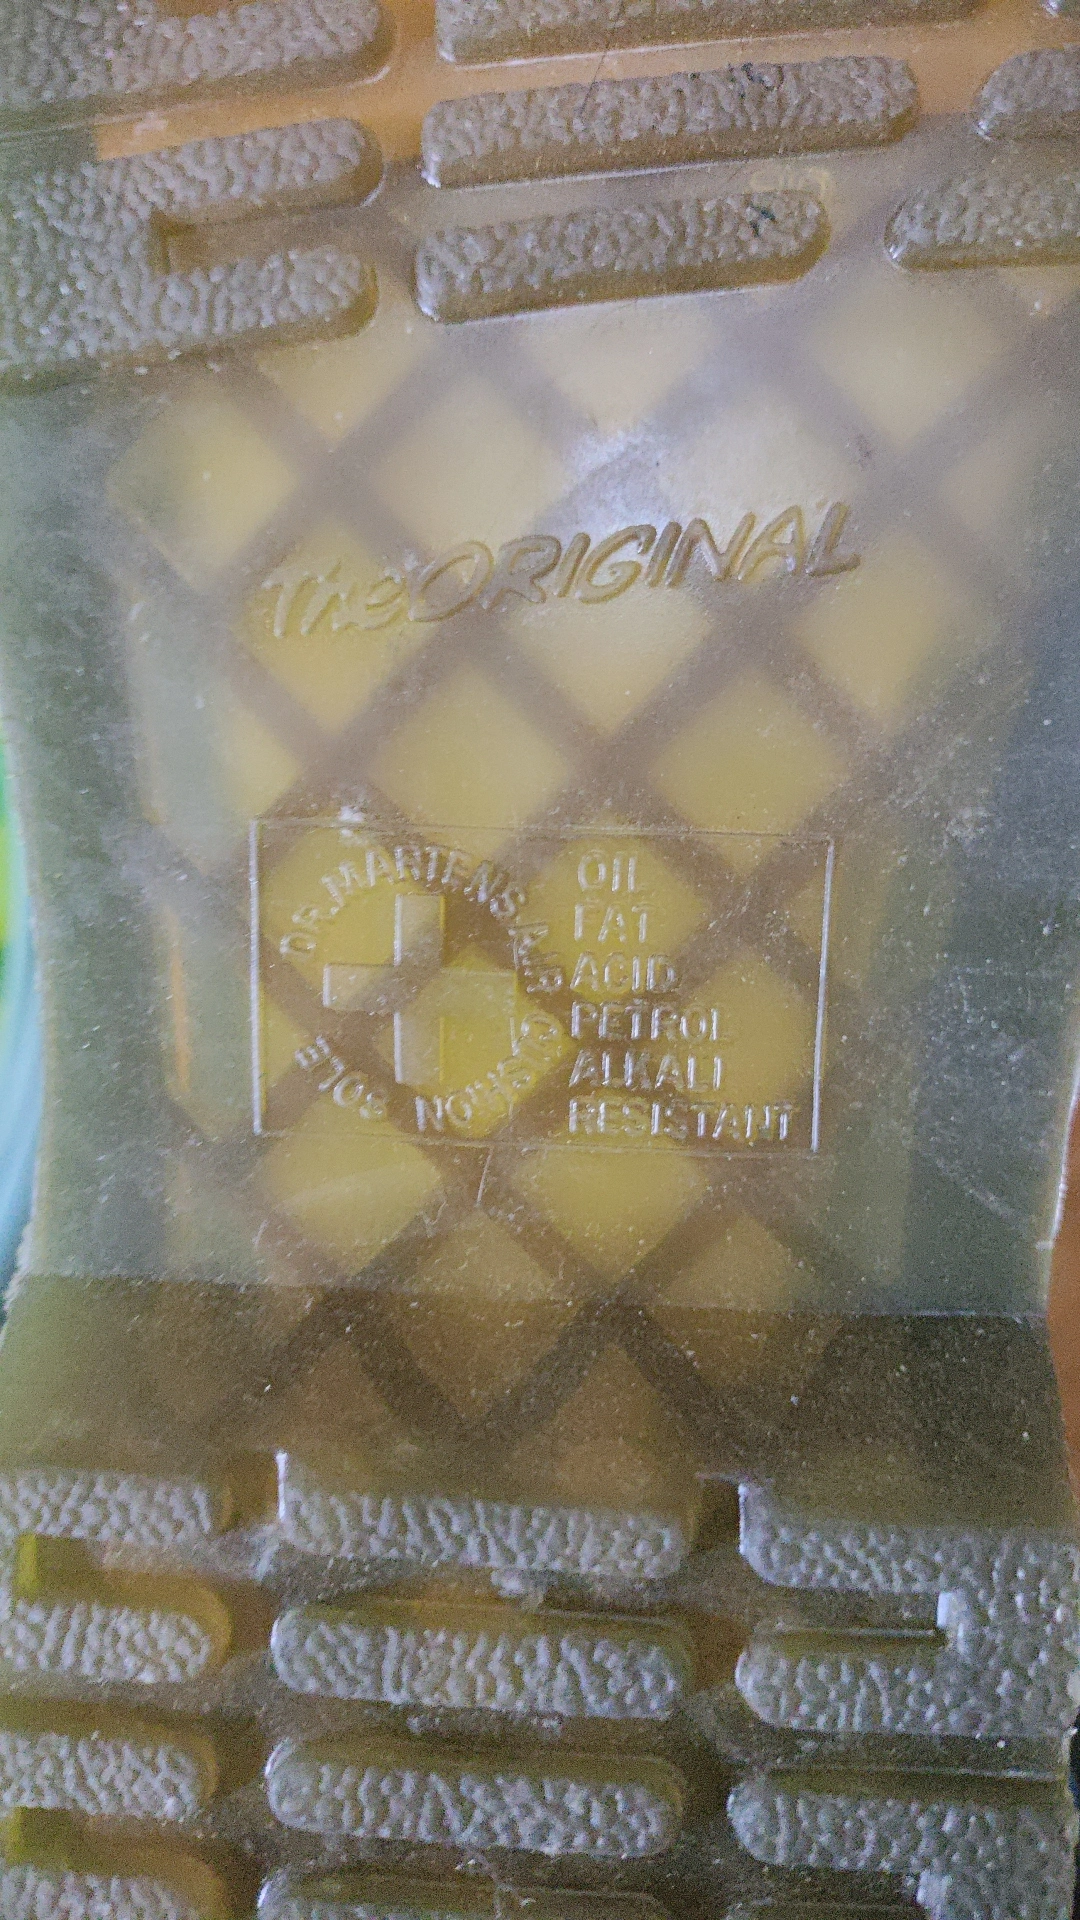 The ORIGINAL
DR. MARTENS AIR CUSHION SOLE
OIL
FAT
ACID
PETROL
ALKALI
RESISTANT